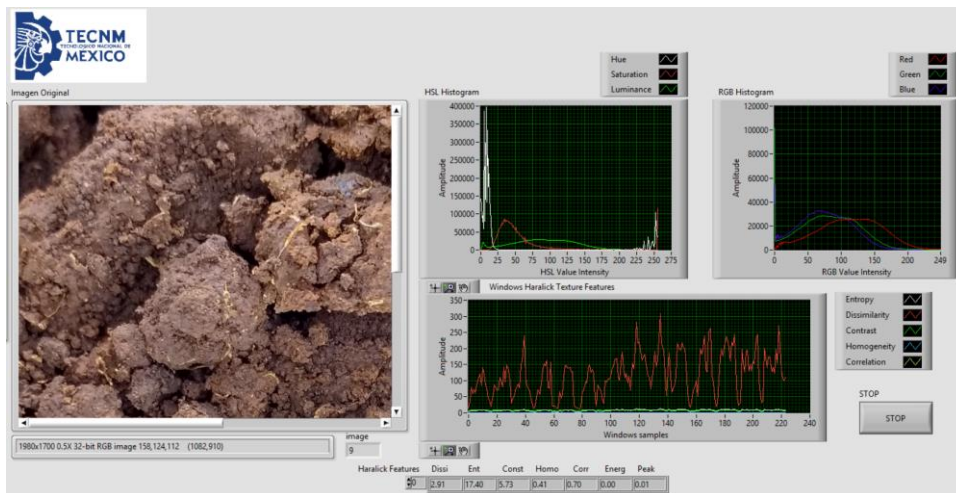 TECNM
TECNOLÓGICO NACIONAL DE
MÉXICO
Imagen Original
1980x1700 0.5X 32-bit RGB image 158,124,112 (1082,910)
image
9
HSL Histogram
Hue
Saturation
Luminance
Amplitude
400000
350000
300000
250000
200000
150000
100000
50000
0
0 25 50 75 100 125 150 175 200 225 250 275
HSL Value Intensity
RGB Histogram
Red
Green
Blue
Amplitude
120000
100000
80000
60000
40000
20000
0
0 50 100 150 200 249
RGB Value Intensity
Windows Haralick Texture Features
Amplitude
350
300
250
200
150
100
50
0
0 20 40 60 80 100 120 140 160 180 200 220 240
Windows samples
Entropy
Dissimilarity
Contrast
Homogeneity
Correlation
STOP
STOP
Haralick Features Dissi Ent Const Homo Corr Energ Peak
0 2.91 17.40 5.73 0.41 0.70 0.00 0.01